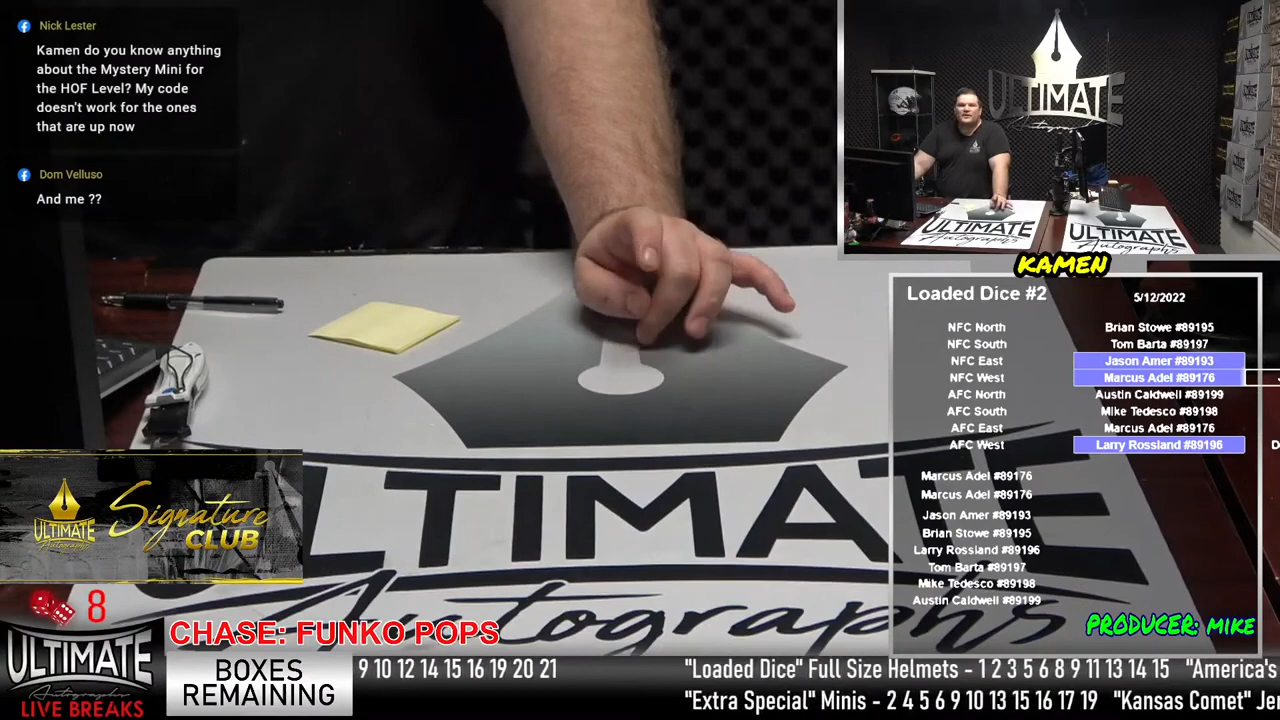 Nick Lester
Kamen do you know anything
about the Mystery Mini for
the HOF Level? My code
doesn't work for the ones
that are up now
Dom Velluso
And me ??
ULTIMATE
ULTIMATE
Autographs
ULTIMATE
Autographs
KAMEN
Loaded Dice #2 5/12/2022
NFC North Brian Stowe #89195
NFC South Tom Barta #89197
NFC East Jason Amer #89193
NFC West Marcus Adel #89176
AFC North Austin Caldwell #89199
AFC South Mike Tedesco #89198
AFC East Marcus Adel #89176
AFC West Larry Rossland #89196
Marcus Adel #89176
Marcus Adel #89176
Jason Amer #89193
Brian Stowe #89195
Larry Rossland #89196
Tom Barta #89197
Mike Tedesco #89198
Austin Caldwell #89199
PRODUCER: MIKE
ULTIMATE
Autographs
ULTIMATE
Autographs
Signature
CLUB
8
CHASE: FUNKO POPS
ULTIMATE
Autographs
LIVE BREAKS
BOXES
REMAINING
9 10 12 14 15 16 19 20 21
"Loaded Dice" Full Size Helmets - 1 2 3 5 6 8 9 11 13 14 15 "America's
"Extra Special" Minis - 2 4 5 6 9 10 13 15 16 17 19 "Kansas Comet" Jer